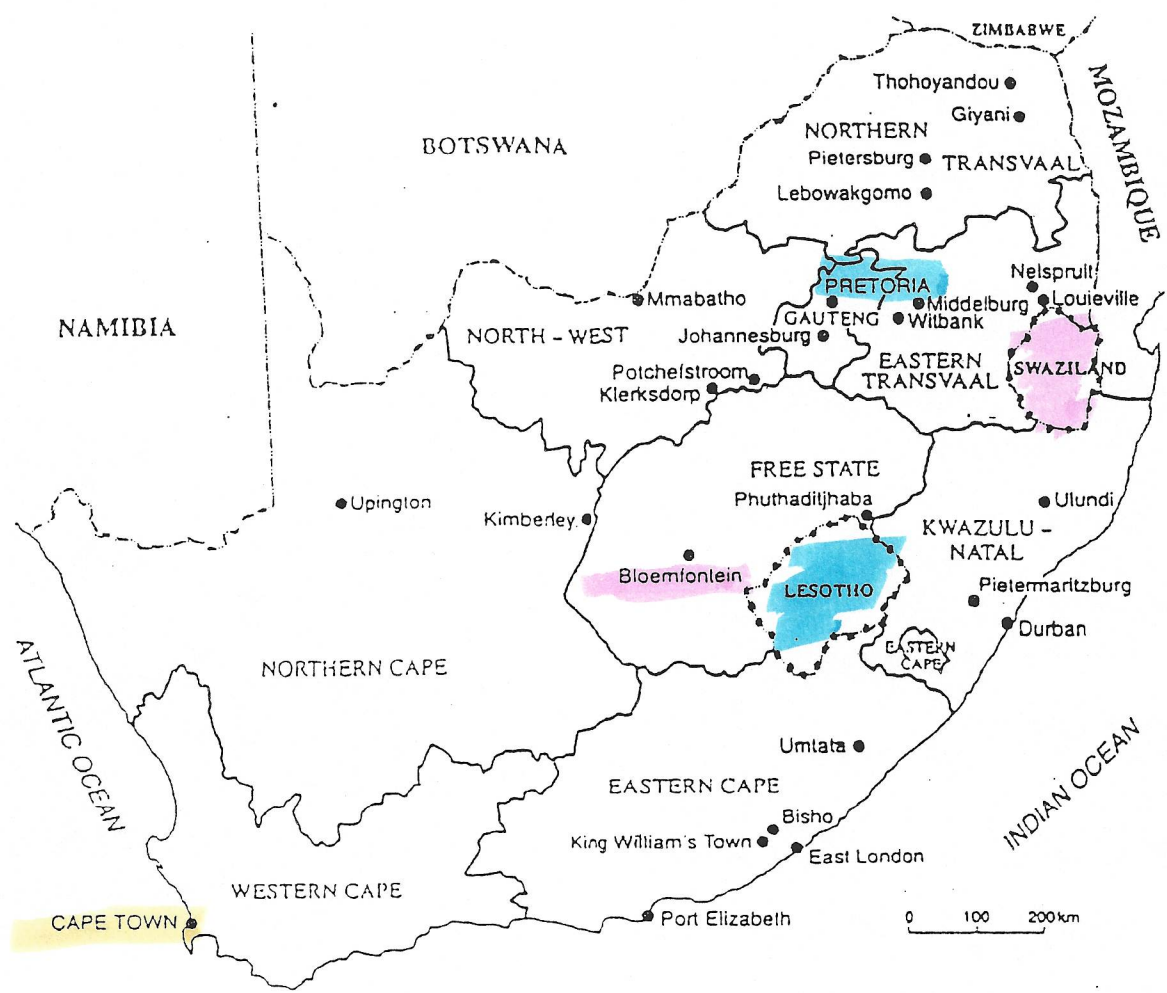 ZIMBABWE
MOZAMBIQUE
Thohoyandou
Giyani
NORTHERN
TRANSVAAL
Pietersburg
Lebowakgomo
BOTSWANA
NAMIBIA
Nelspruit
PRETORIA
Louieville
Mmabatho
Middelburg
GAUTENG
Witbank
NORTH - WEST
Johannesburg
EASTERN
TRANSVAAL
SWAZILAND
Potchefstroom
Klerksdorp
FREE STATE
Phuthaditjhaba
Upington
Ulundi
Kimberley
KWAZULU -
NATAL
Bloemfontein
LESOTHO
Pietermaritzburg
Durban
EASTERN
CAPE
NORTHERN CAPE
ATLANTIC OCEAN
INDIAN OCEAN
Umtata
EASTERN CAPE
Bisho
King William's Town
East London
WESTERN CAPE
CAPE TOWN
Port Elizabeth
0 100 200 km